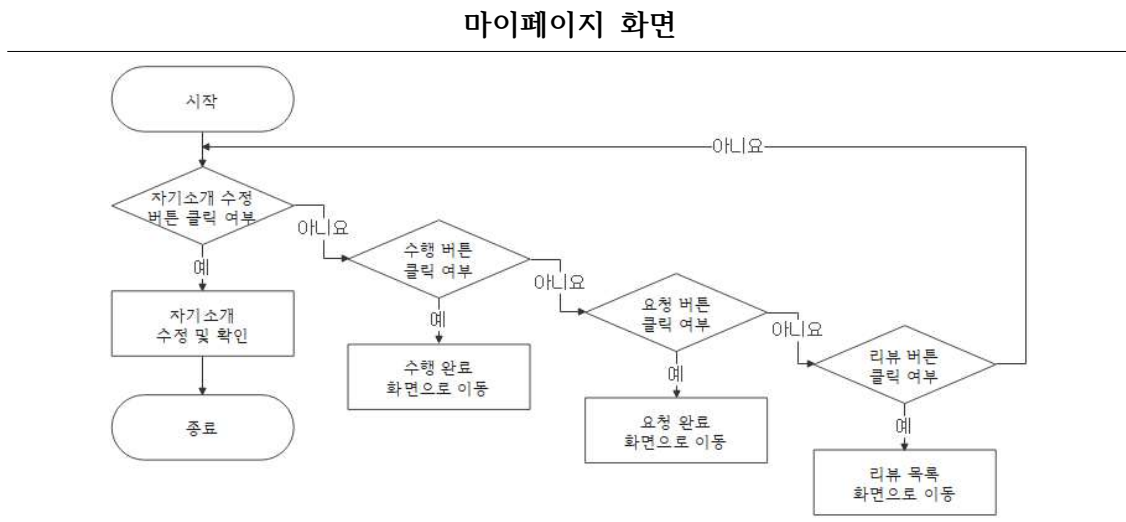 마이페이지 화면
시작
아니요
자기소개 수정
버튼 클릭 여부
아니요
수행 버튼
클릭 여부
아니요
요청 버튼
클릭 여부
아니요
리뷰 버튼
클릭 여부
예
자기소개
수정 및 확인
예
수행 완료
화면으로 이동
예
요청 완료
화면으로 이동
예
리뷰 목록
화면으로 이동
종료